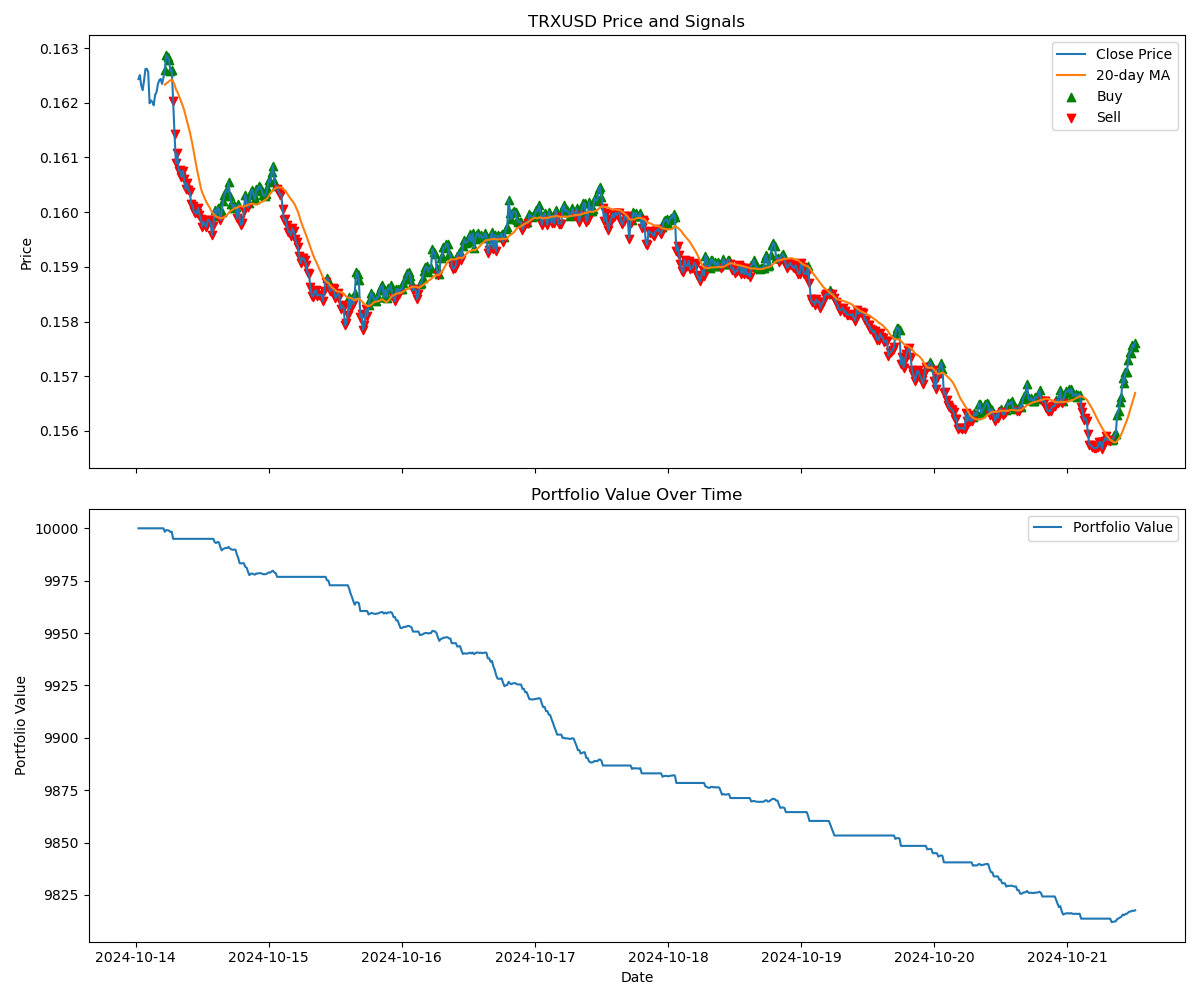 TRXUSD Price and Signals
0.163
0.162
0.161
0.160
0.159
0.158
0.157
0.156
Price
Close Price
20-day MA
Buy
Sell
Portfolio Value Over Time
10000
9975
9950
9925
9900
9875
9850
9825
Portfolio Value
Portfolio Value
2024-10-14
2024-10-15
2024-10-16
2024-10-17
2024-10-18
2024-10-19
2024-10-20
2024-10-21
Date